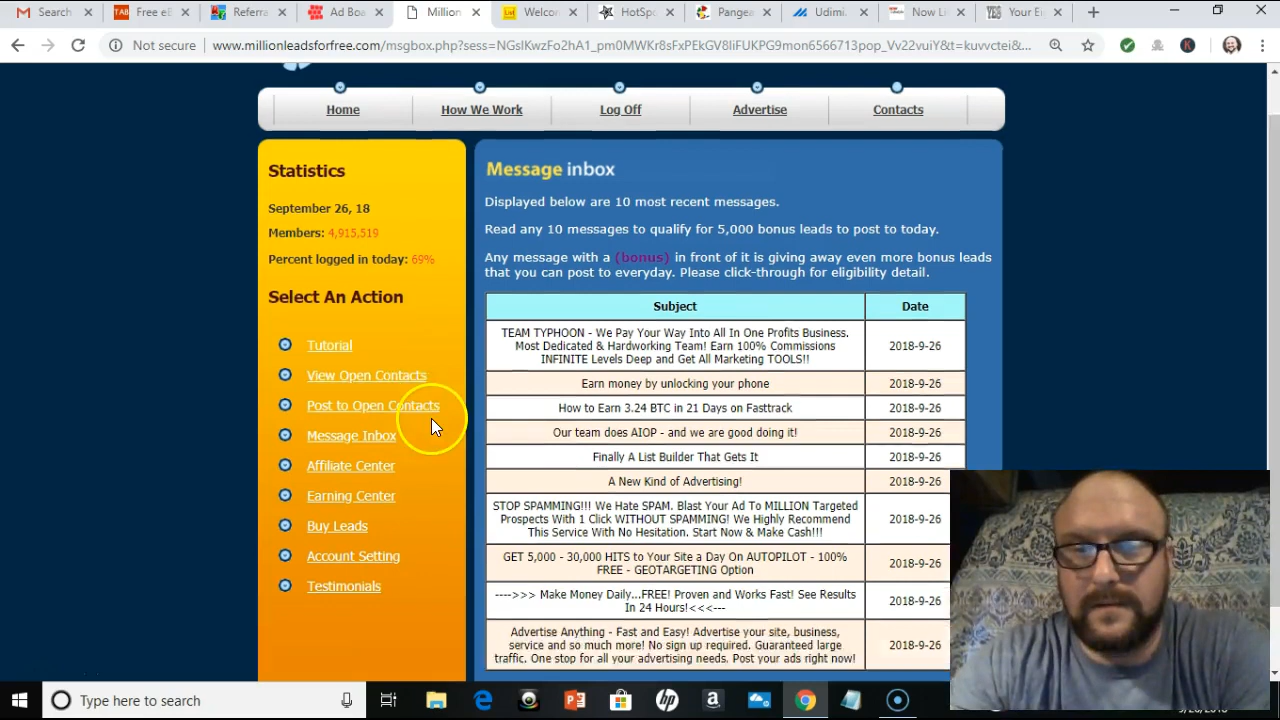 Search
Free eB
Referra
Ad Boa
Million
Welcon
HotSpo
Pangea
Udimi
Now Li
Your E
Not secure
Home
How We Work
Log Off
Advertise
Contacts
Statistics
September 26, 18
Members: 4,915,519
Percent logged in today: 69%
Select An Action
Tutorial
View Open Contacts
Post to Open Contacts
Message Inbox
Affiliate Center
Earning Center
Buy Leads
Account Setting
Testimonials
Message inbox
Displayed below are 10 most recent messages.
Read any 10 messages to qualify for 5,000 bonus leads to post to today.
Any message with a (bonus) in front of it is giving away even more bonus leads
that you can post to everyday. Please click-through for eligibility detail.
Subject Date
TEAM TYPHOON - We Pay Your Way Into All In One Profits Business.
Most Dedicated & Hardworking Team! Earn 100% Commissions
INFINITE Levels Deep and Get All Marketing TOOLS!!
2018-9-26
Earn money by unlocking your phone 2018-9-26
How to Earn 3.24 BTC in 21 Days on Fasttrack 2018-9-26
Our team does AIOP - and we are good doing it! 2018-9-26
Finally A List Builder That Gets It 2018-9-26
A New Kind of Advertising! 2018-9-26
STOP SPAMMING!!! We Hate SPAM. Blast Your Ad To MILLION Targeted
Prospects With 1 Click WITHOUT SPAMMING! We Highly Recommend
This Service With No Hesitation. Start Now & Make Cash!!!
2018-9-26
GET 5,000 - 30,000 HITS to Your Site a Day On AUTOPILOT - 100%
FREE - GEOTARGETING Option
2018-9-26
---->>> Make Money Daily...FREE! Proven and Works Fast! See Results
In 24 Hours!<<<---
2018-9-26
Advertise Anything - Fast and Easy! Advertise your site, business,
service and so much more! No sign up required. Guaranteed large
traffic. One stop for all your advertising needs. Post your ads right now!
2018-9-26
Type here to search